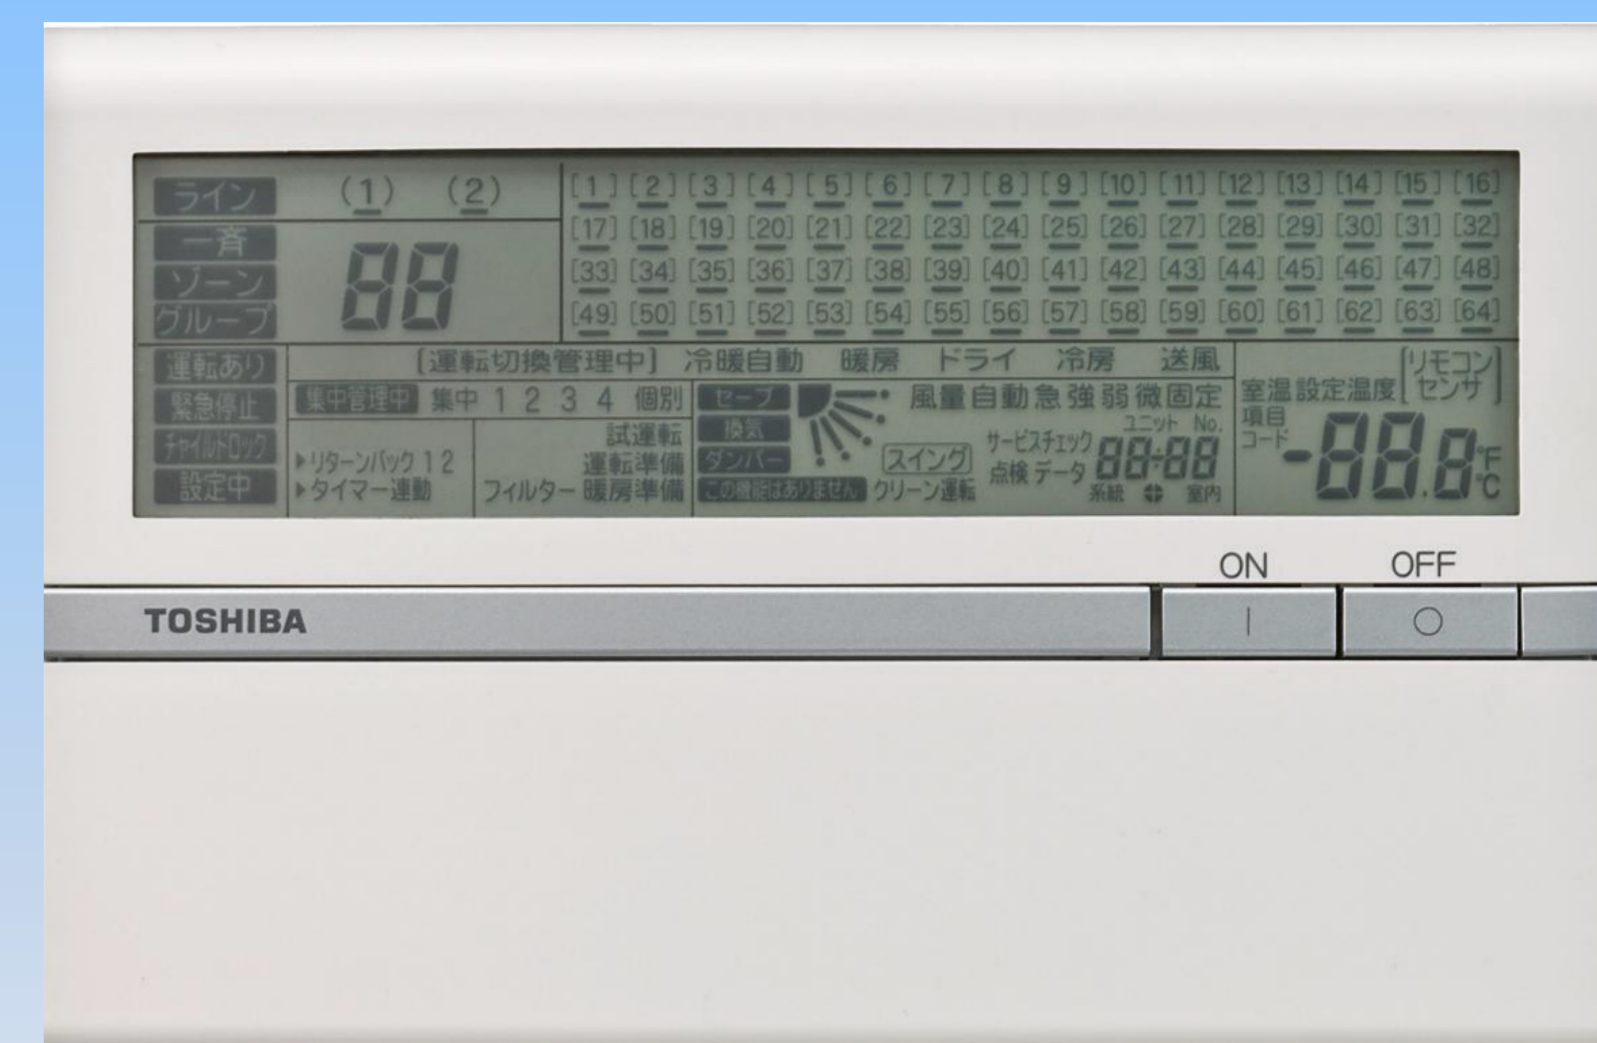 ライン (1) (2)
[1] [2] [3] [4] [5] [6] [7] [8] [9] [10] [11] [12] [13] [14] [15] [16]
一斉
[17] [18] [19] [20] [21] [22] [23] [24] [25] [26] [27] [28] [29] [30] [31] [32]
ゾーン
88
[33] [34] [35] [36] [37] [38] [39] [40] [41] [42] [43] [44] [45] [46] [47] [48]
グループ
[49] [50] [51] [52] [53] [54] [55] [56] [57] [58] [59] [60] [61] [62] [63] [64]
運転あり
緊急停止
チャイルドロック
設定中
[運転切換管理中] 冷暖自動 暖房 ドライ 冷房 送風
集中管理中 集中 1 2 3 4 個別
▶リターンバック 1 2
▶タイマー連動
試運転
運転準備
フィルター 暖房準備
セーブ
換気
ダンパー
この機能はありません
風量自動急強弱微固定
スイング
クリーン運転
サービスチェック
点検 データ
ユニット No.
88:88
系統 室内
[リモコン
センサ]
室温設定温度
項目
コード
-88.8°F
°C
ON OFF
TOSHIBA